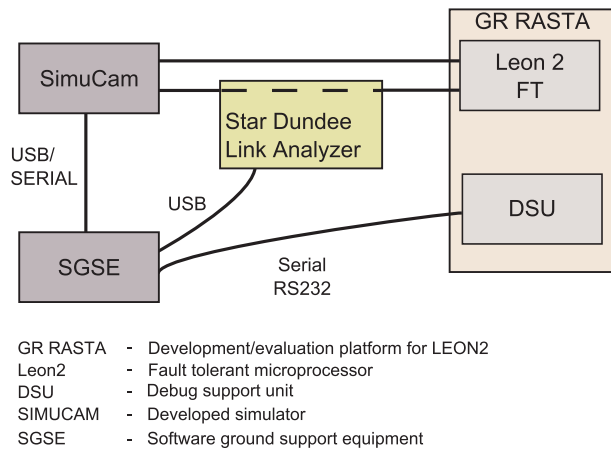 GR RASTA
SimuCam
Leon 2
FT
Star Dundee
Link Analyzer
USB/
SERIAL
USB
DSU
SGSE
Serial
RS232
GR RASTA - Development/evaluation platform for LEON2
Leon2 - Fault tolerant microprocessor
DSU - Debug support unit
SIMUCAM - Developed simulator
SGSE - Software ground support equipment